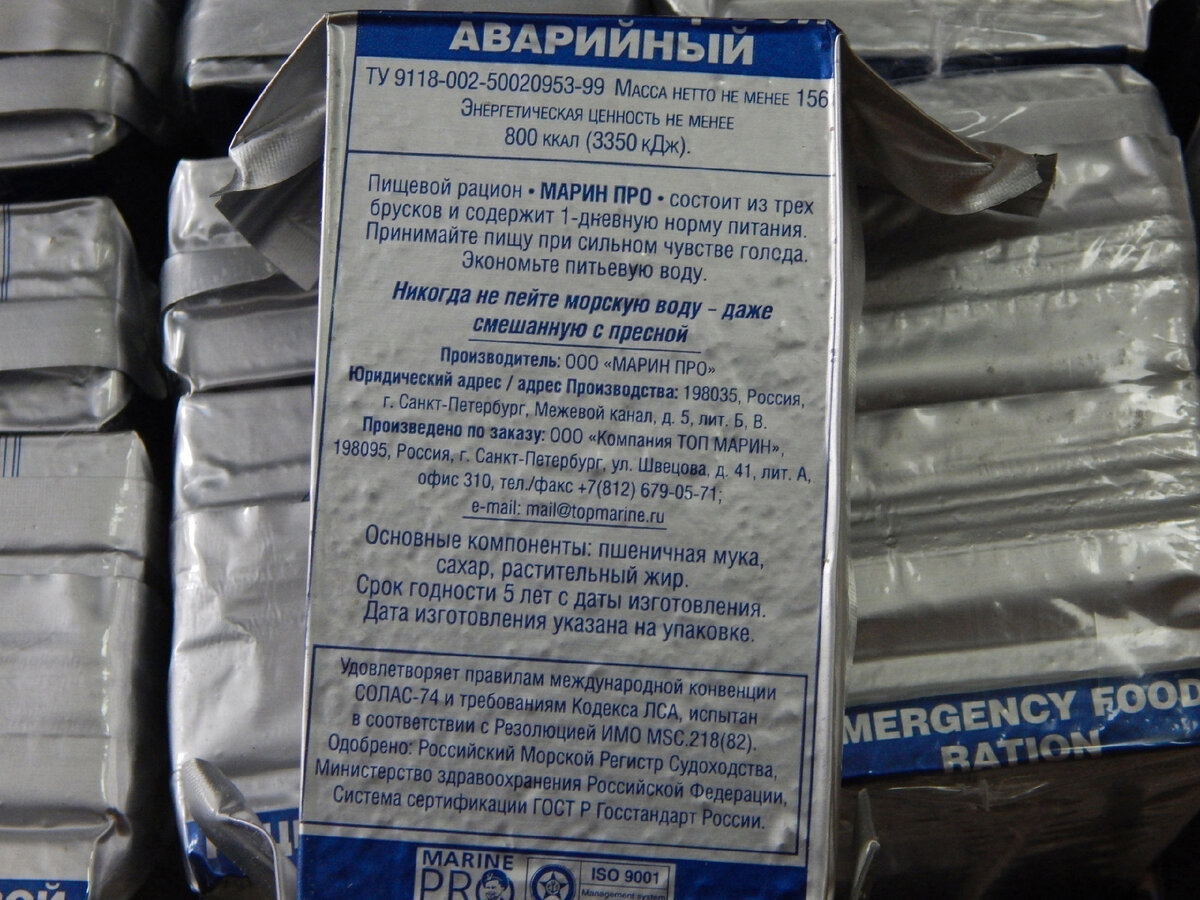 АВАРИЙНЫЙ
ТУ 9118-002-50020953-99 Масса нетто не менее 156
Энергетическая ценность не менее
800 ккал (3350 кДж).
Пищевой рацион • МАРИН ПРО • состоит из трех
брусков и содержит 1-дневную норму питания.
Принимайте пищу при сильном чувстве голода.
Экономьте питьевую воду.
Никогда не пейте морскую воду – даже
смешанную с пресной
Производитель: ООО «МАРИН ПРО»
Юридический адрес / адрес Производства: 198035, Россия,
г. Санкт-Петербург, Межевой канал, д. 5, лит. Б, В.
Произведено по заказу: ООО «Компания ТОП МАРИН»,
198095, Россия, г. Санкт-Петербург, ул. Швецова, д. 41, лит. А,
офис 310, тел./факс +7(812) 679-05-71;
e-mail: mail@topmarine.ru
Основные компоненты: пшеничная мука,
сахар, растительный жир.
Срок годности 5 лет с даты изготовления.
Дата изготовления указана на упаковке.
Удовлетворяет правилам международной конвенции
СОЛАС-74 и требованиям Кодекса ЛСА, испытан
в соответствии с Резолюцией ИМО MSC.218(82).
Одобрено: Российский Морской Регистр Судоходства,
Министерство здравоохранения Российской Федерации,
Система сертификации ГОСТ Р Госстандарт России.
MARINE
PRO
ISO 9001
Management system
MERGENCY FOOD
RATION